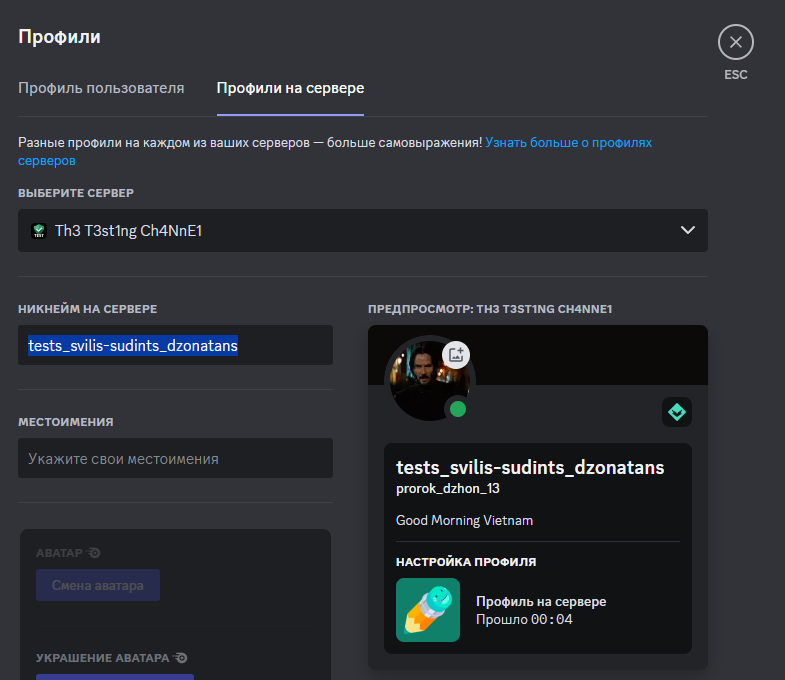 Профили
ESC
Профиль пользователя
Профили на сервере
Разные профили на каждом из ваших серверов — больше самовыражения! Узнать больше о профилях
серверов
ВЫБЕРИТЕ СЕРВЕР
TEST
Th3 T3st1ng Ch4NnE1
НИКНЕЙМ НА СЕРВЕРЕ
tests_svilis-sudints_dzonatans
МЕСТОИМЕНИЯ
Укажите свои местоимения
АВАТАР
Смена аватара
УКРАШЕНИЕ АВАТАРА
ПРЕДПРОСМОТР: TH3 T3ST1NG CH4NNE1
tests_svilis-sudints_dzonatans
prorok_dzhon_13
Good Morning Vietnam
НАСТРОЙКА ПРОФИЛЯ
Профиль на сервере
Прошло 00:04